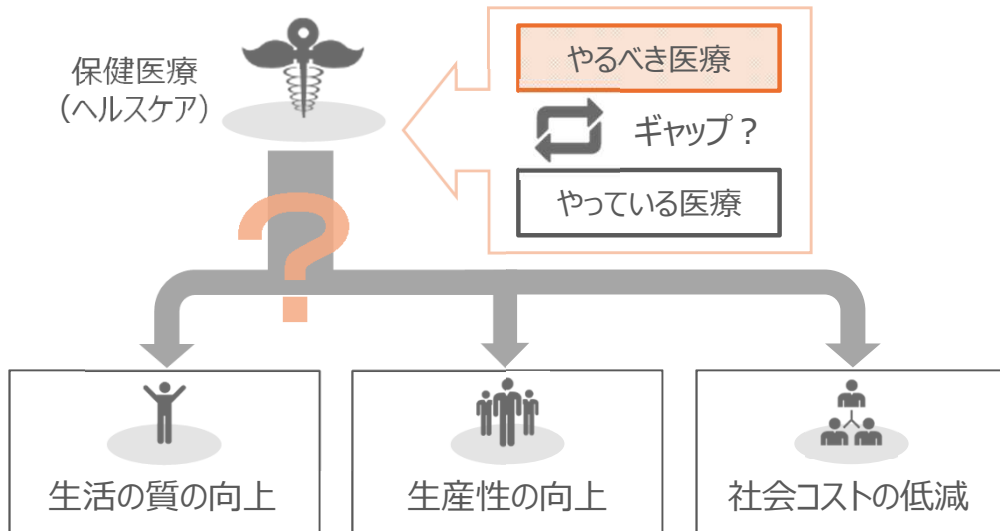 保健医療
（ヘルスケア）
やるべき医療
ギャップ？
やっている医療
?
生活の質の向上
生産性の向上
社会コストの低減